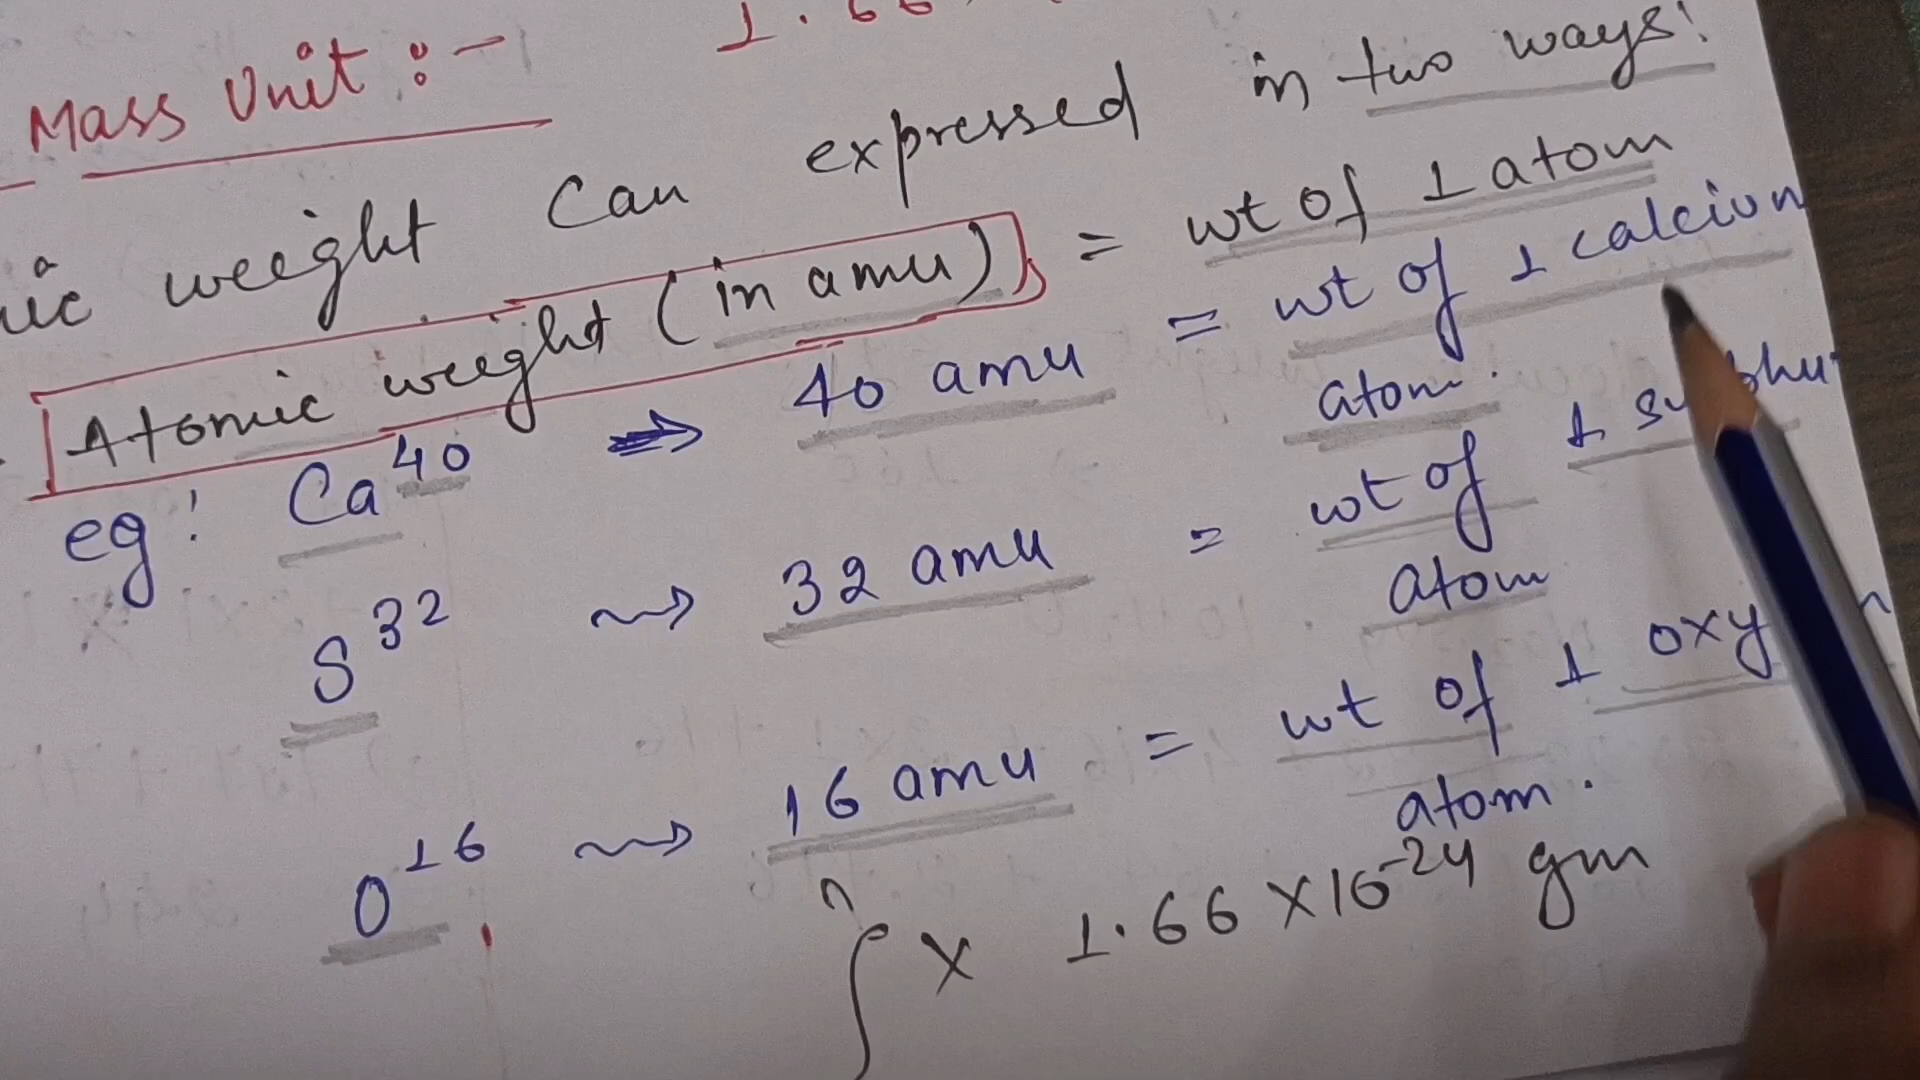 1.66
Mass Unit :-
weight Can expressed in two ways!
Atomic weight (in amu) = wt of 1 atom
eg! Ca⁴⁰ ⇒ 40 amu = wt of 1 calcium
atom.
S³² ⇝ 32 amu = wt of 1
atom
O¹⁶ ⇝ 16 amu = wt of 1
atom.
x 1.66 X 10⁻²⁴ gm